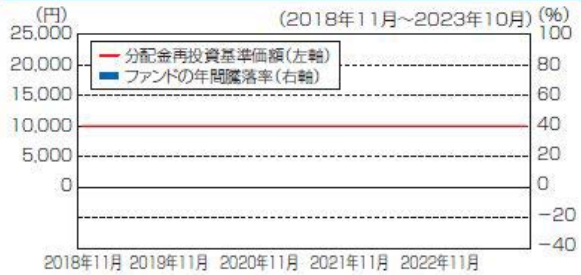 (円) (2018年11月～2023年10月) (%)
25,000 100
分配金再投資基準価額(左軸)
20,000 80
ファンドの年間騰落率(右軸)
15,000 60
10,000 40
5,000 20
0 0
−20
−40
2018年11月 2019年11月 2020年11月 2021年11月 2022年11月